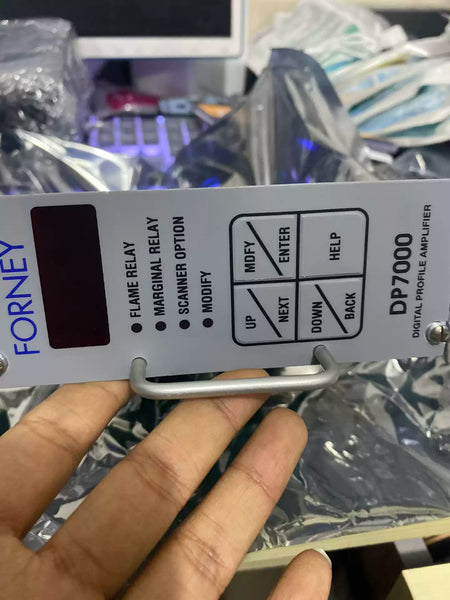 FORNEY
FLAME RELAY
MARGINAL RELAY
SCANNER OPTION
MODIFY
MDFY
ENTER
HELP
UP
NEXT
DOWN
BACK
DP7000
DIGITAL PROFILE AMPLIFIER